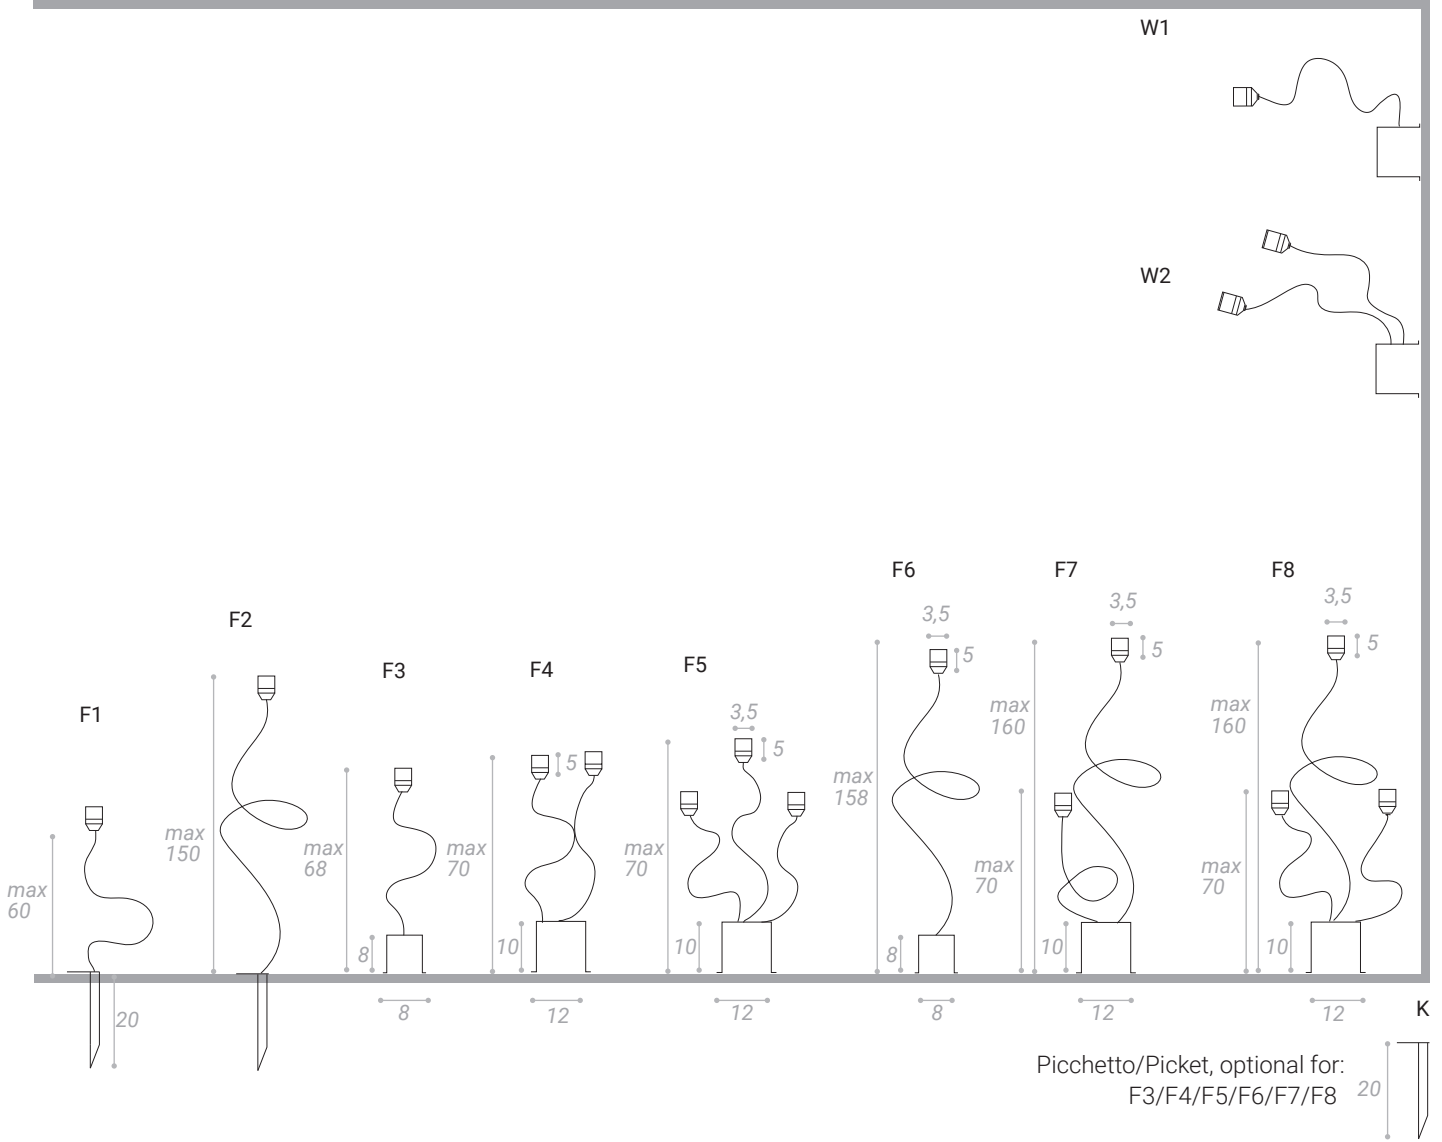 W1
W2
F6
F7
F8
3,5
3,5
3,5
F2
5
5
5
F3
F4
F5
F1
max
160
max
160
3,5
5
5
max
158
max
150
max
68
max
70
max
70
max
70
max
70
max
60
8
10
10
8
10
10
20
8
12
12
8
12
12
K
Picchetto/Picket, optional for:
F3/F4/F5/F6/F7/F8
20